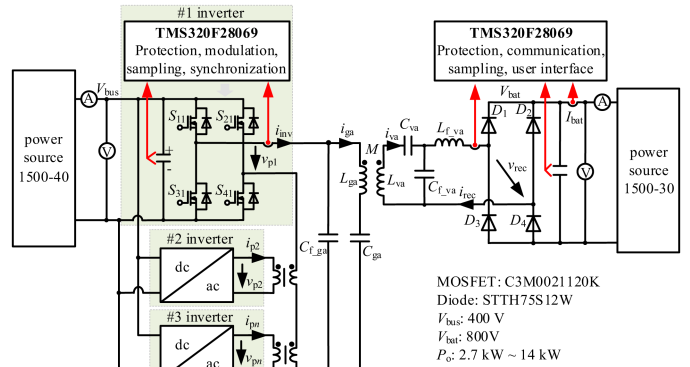 #1 inverter
TMS320F28069
Protection, modulation,
sampling, synchronization
TMS320F28069
Protection, communication,
sampling, user interface
A
V_bus
V
power
source
1500-40
S_11
S_21
S_31
S_41
+
-
i_inv
v_p1
i_ga
M
L_ga
i_va
L_va
C_va
L_f_va
C_f_va
i_rec
v_rec
V_bat
D_1
D_2
D_3
D_4
I_bat
A
V
power
source
1500-30
C_f_ga
C_ga
#2 inverter
dc
ac
i_p2
v_p2
#3 inverter
dc
ac
i_pn
v_pn
MOSFET: C3M0021120K
Diode: STTH75S12W
V_bus: 400 V
V_bat: 800V
P_o: 2.7 kW ~ 14 kW